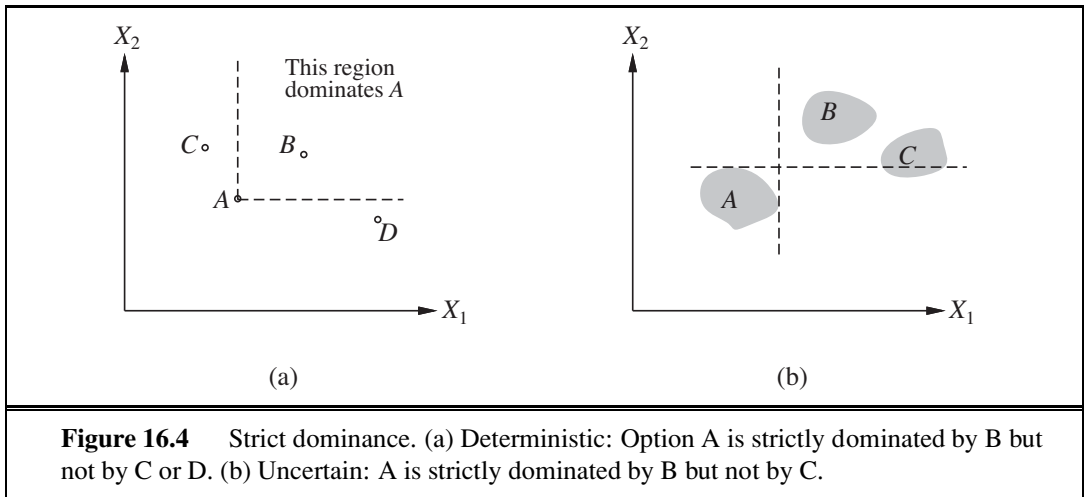 X2
This region
dominates A
C
B
A
D
X1
(a)
X2
B
C
A
X1
(b)
Figure 16.4 Strict dominance. (a) Deterministic: Option A is strictly dominated by B but
not by C or D. (b) Uncertain: A is strictly dominated by B but not by C.